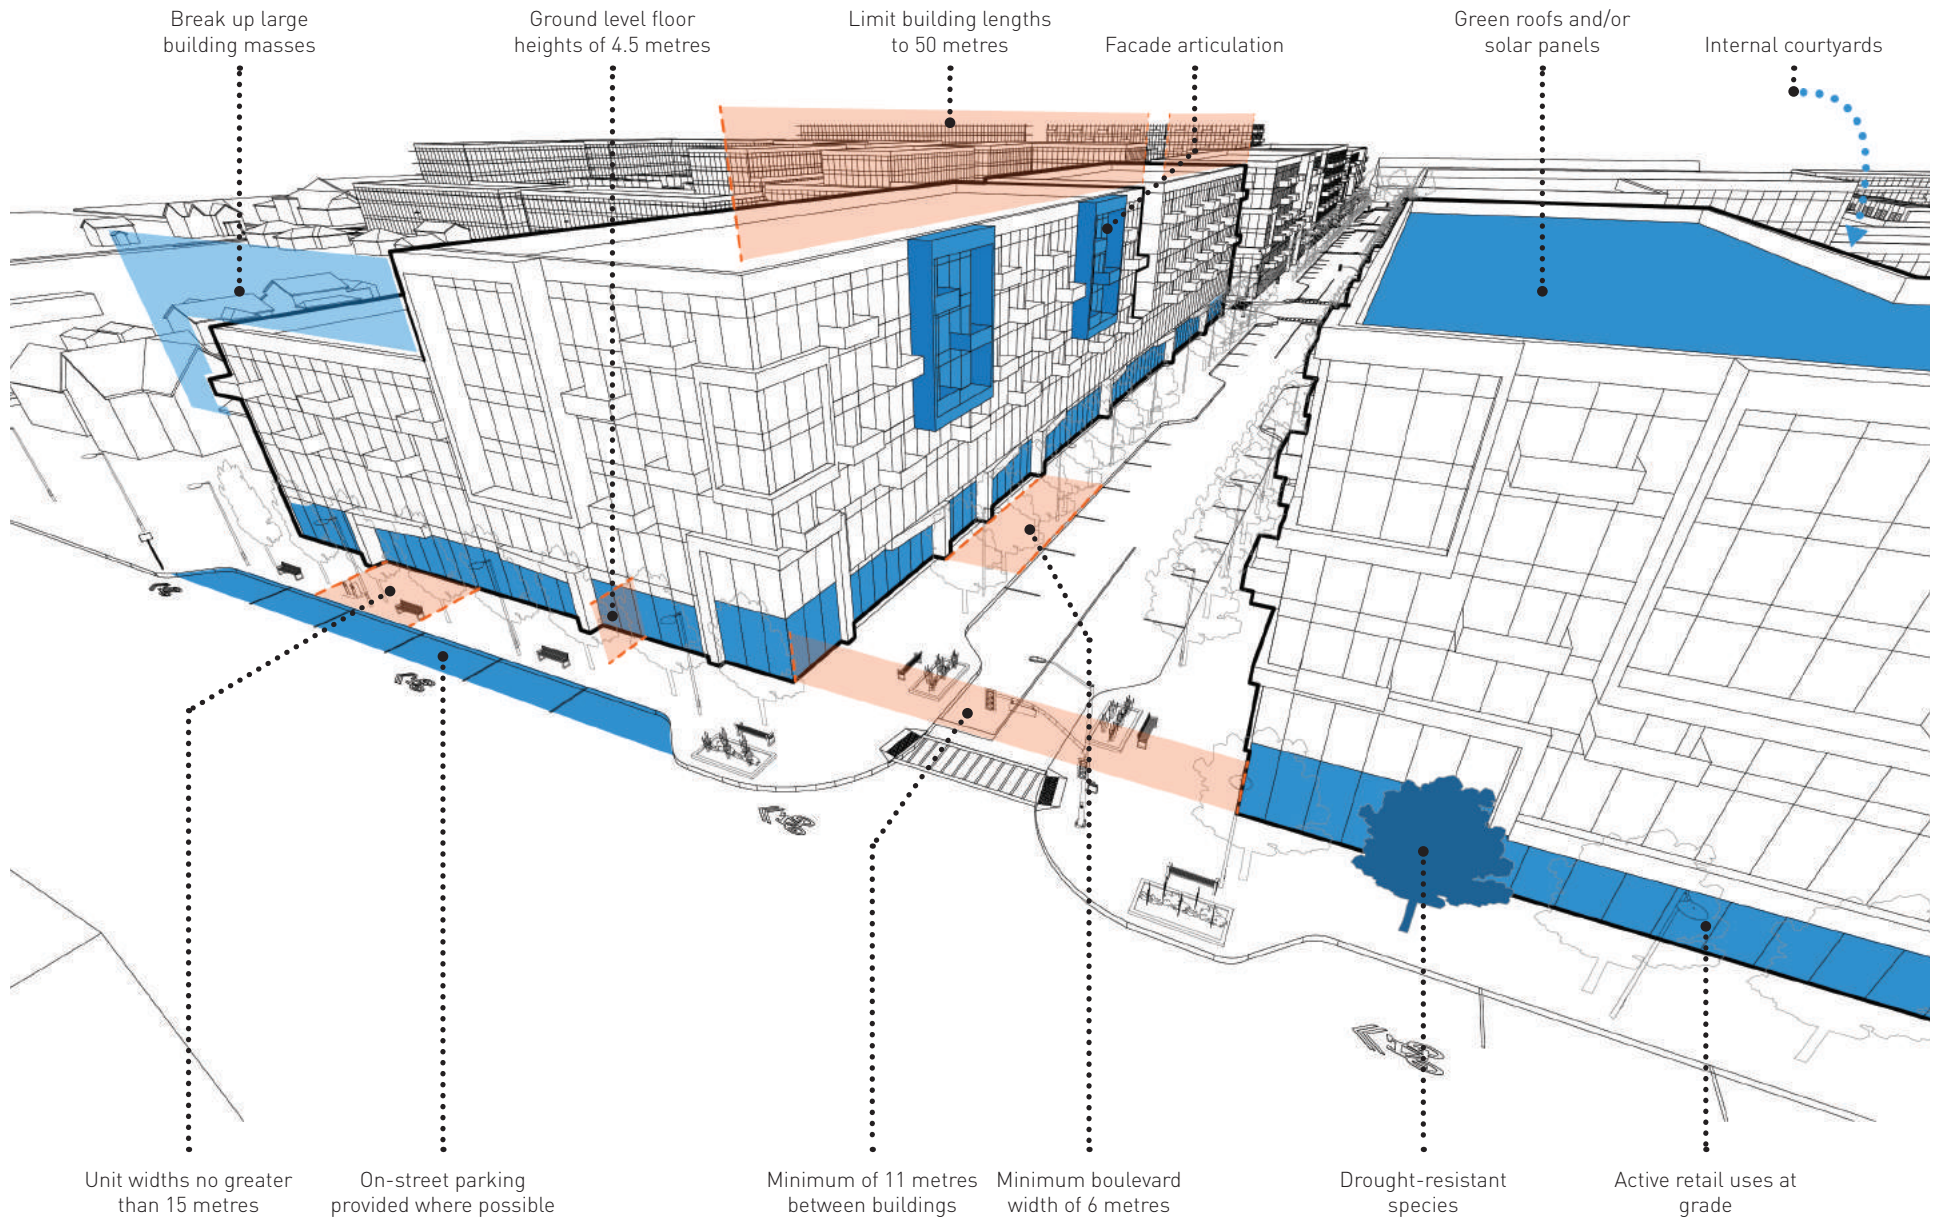 Break up large
building masses
Ground level floor
heights of 4.5 metres
Limit building lengths
to 50 metres
Facade articulation
Green roofs and/or
solar panels
Internal courtyards
Unit widths no greater
than 15 metres
On-street parking
provided where possible
Minimum of 11 metres
between buildings
Minimum boulevard
width of 6 metres
Drought-resistant
species
Active retail uses at
grade